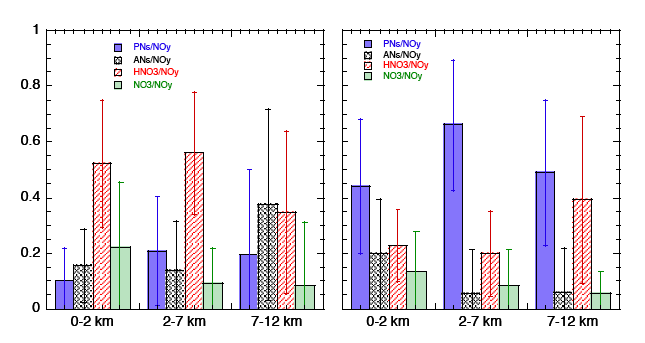 1
0.8
0.6
0.4
0.2
0
PNs/NOy
ANs/NOy
HNO3/NOy
NO3/NOy
0-2 km
2-7 km
7-12 km
PNs/NOy
ANs/NOy
HNO3/NOy
NO3/NOy
0-2 km
2-7 km
7-12 km